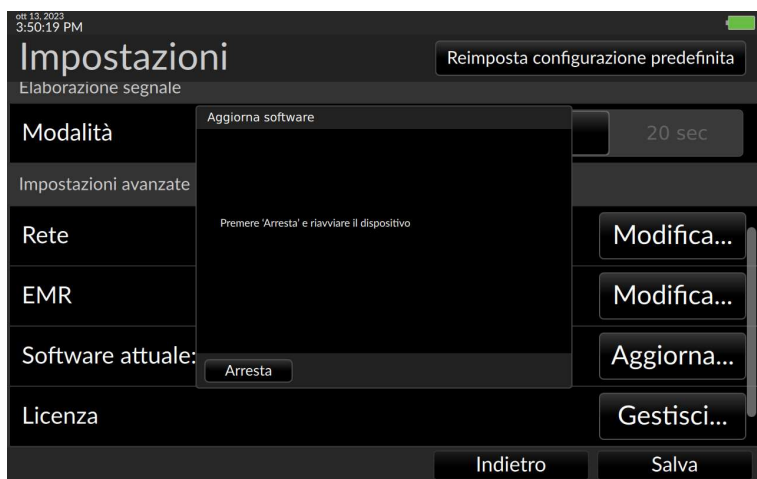 ott 13, 2023
3:50:19 PM
Impostazioni
Reimposta configurazione predefinita
Elaborazione segnale
Modalità
20 sec
Aggiorna software
Impostazioni avanzate
Premere 'Arresta' e riavviare il dispositivo
Rete
Modifica...
EMR
Modifica...
Software attuale:
Aggiorna...
Arresta
Licenza
Gestisci...
Indietro
Salva